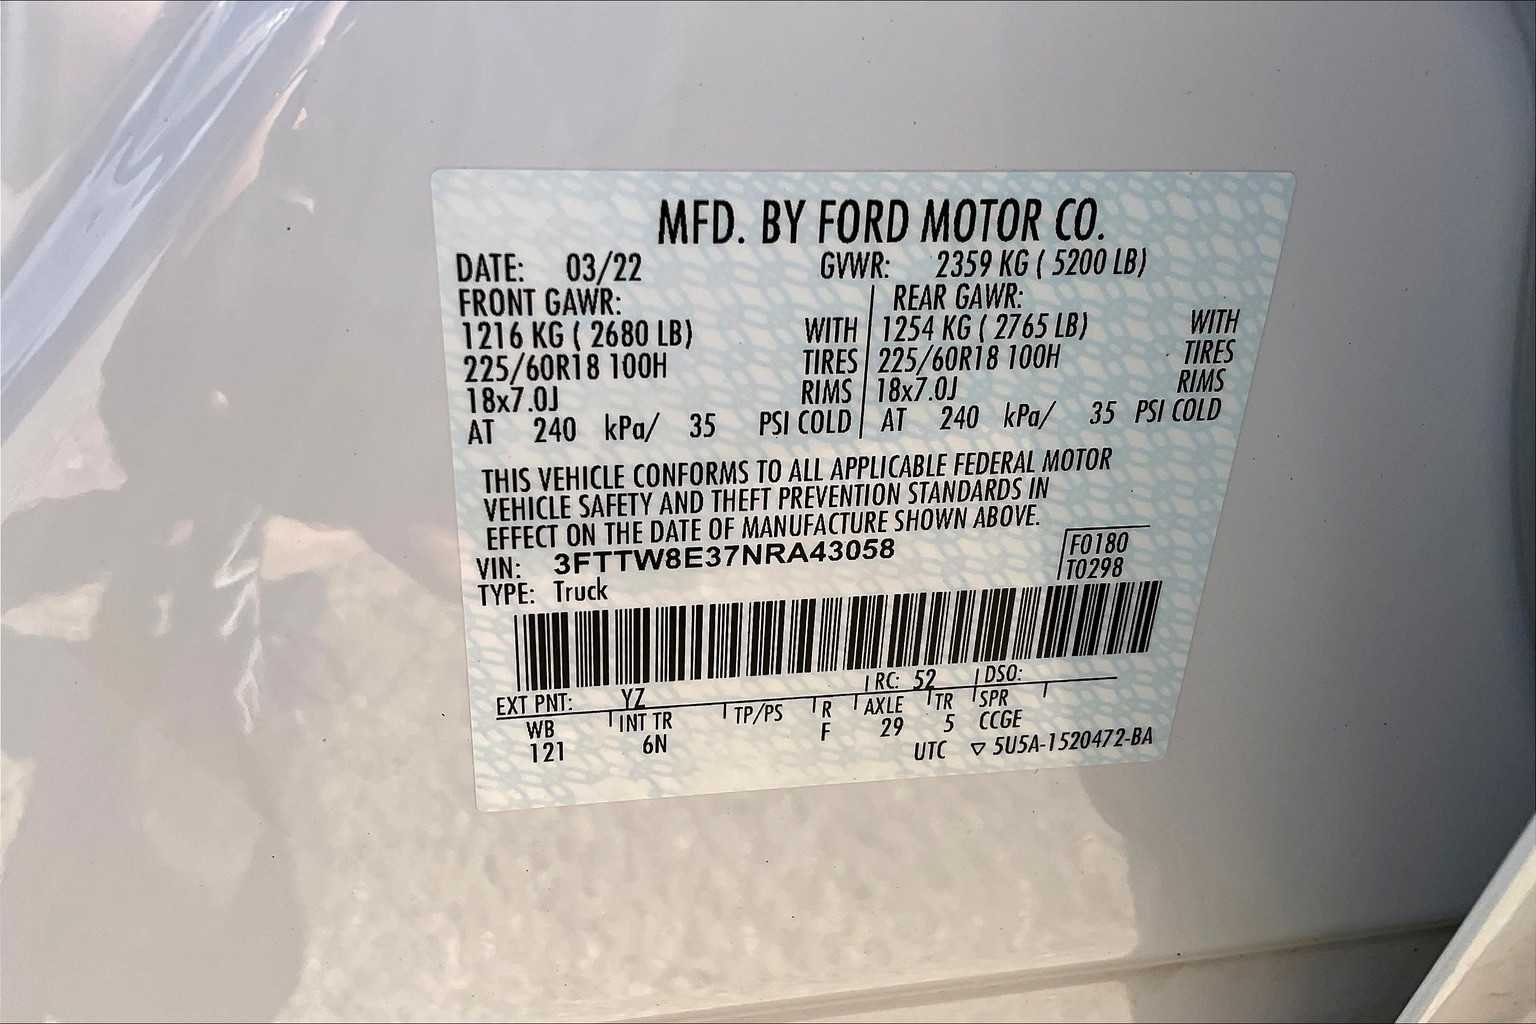 MFD. BY FORD MOTOR CO.
DATE: 03/22 GVWR: 2359 KG ( 5200 LB)
FRONT GAWR: REAR GAWR:
1216 KG ( 2680 LB) WITH 1254 KG ( 2765 LB) WITH
225/60R18 100H TIRES 225/60R18 100H TIRES
18x7.0J RIMS 18x7.0J RIMS
AT 240 kPa/ 35 PSI COLD AT 240 kPa/ 35 PSI COLD
THIS VEHICLE CONFORMS TO ALL APPLICABLE FEDERAL MOTOR
VEHICLE SAFETY AND THEFT PREVENTION STANDARDS IN
EFFECT ON THE DATE OF MANUFACTURE SHOWN ABOVE.
VIN: 3FTTW8E37NRA43058 F0180
TYPE: Truck T0298
EXT PNT: YZ RC: 52 DSO:
WB INT TR TP/PS R AXLE TR SPR
121 6N F 29 5 CCGE
UTC ▽ 5U5A-1520472-BA